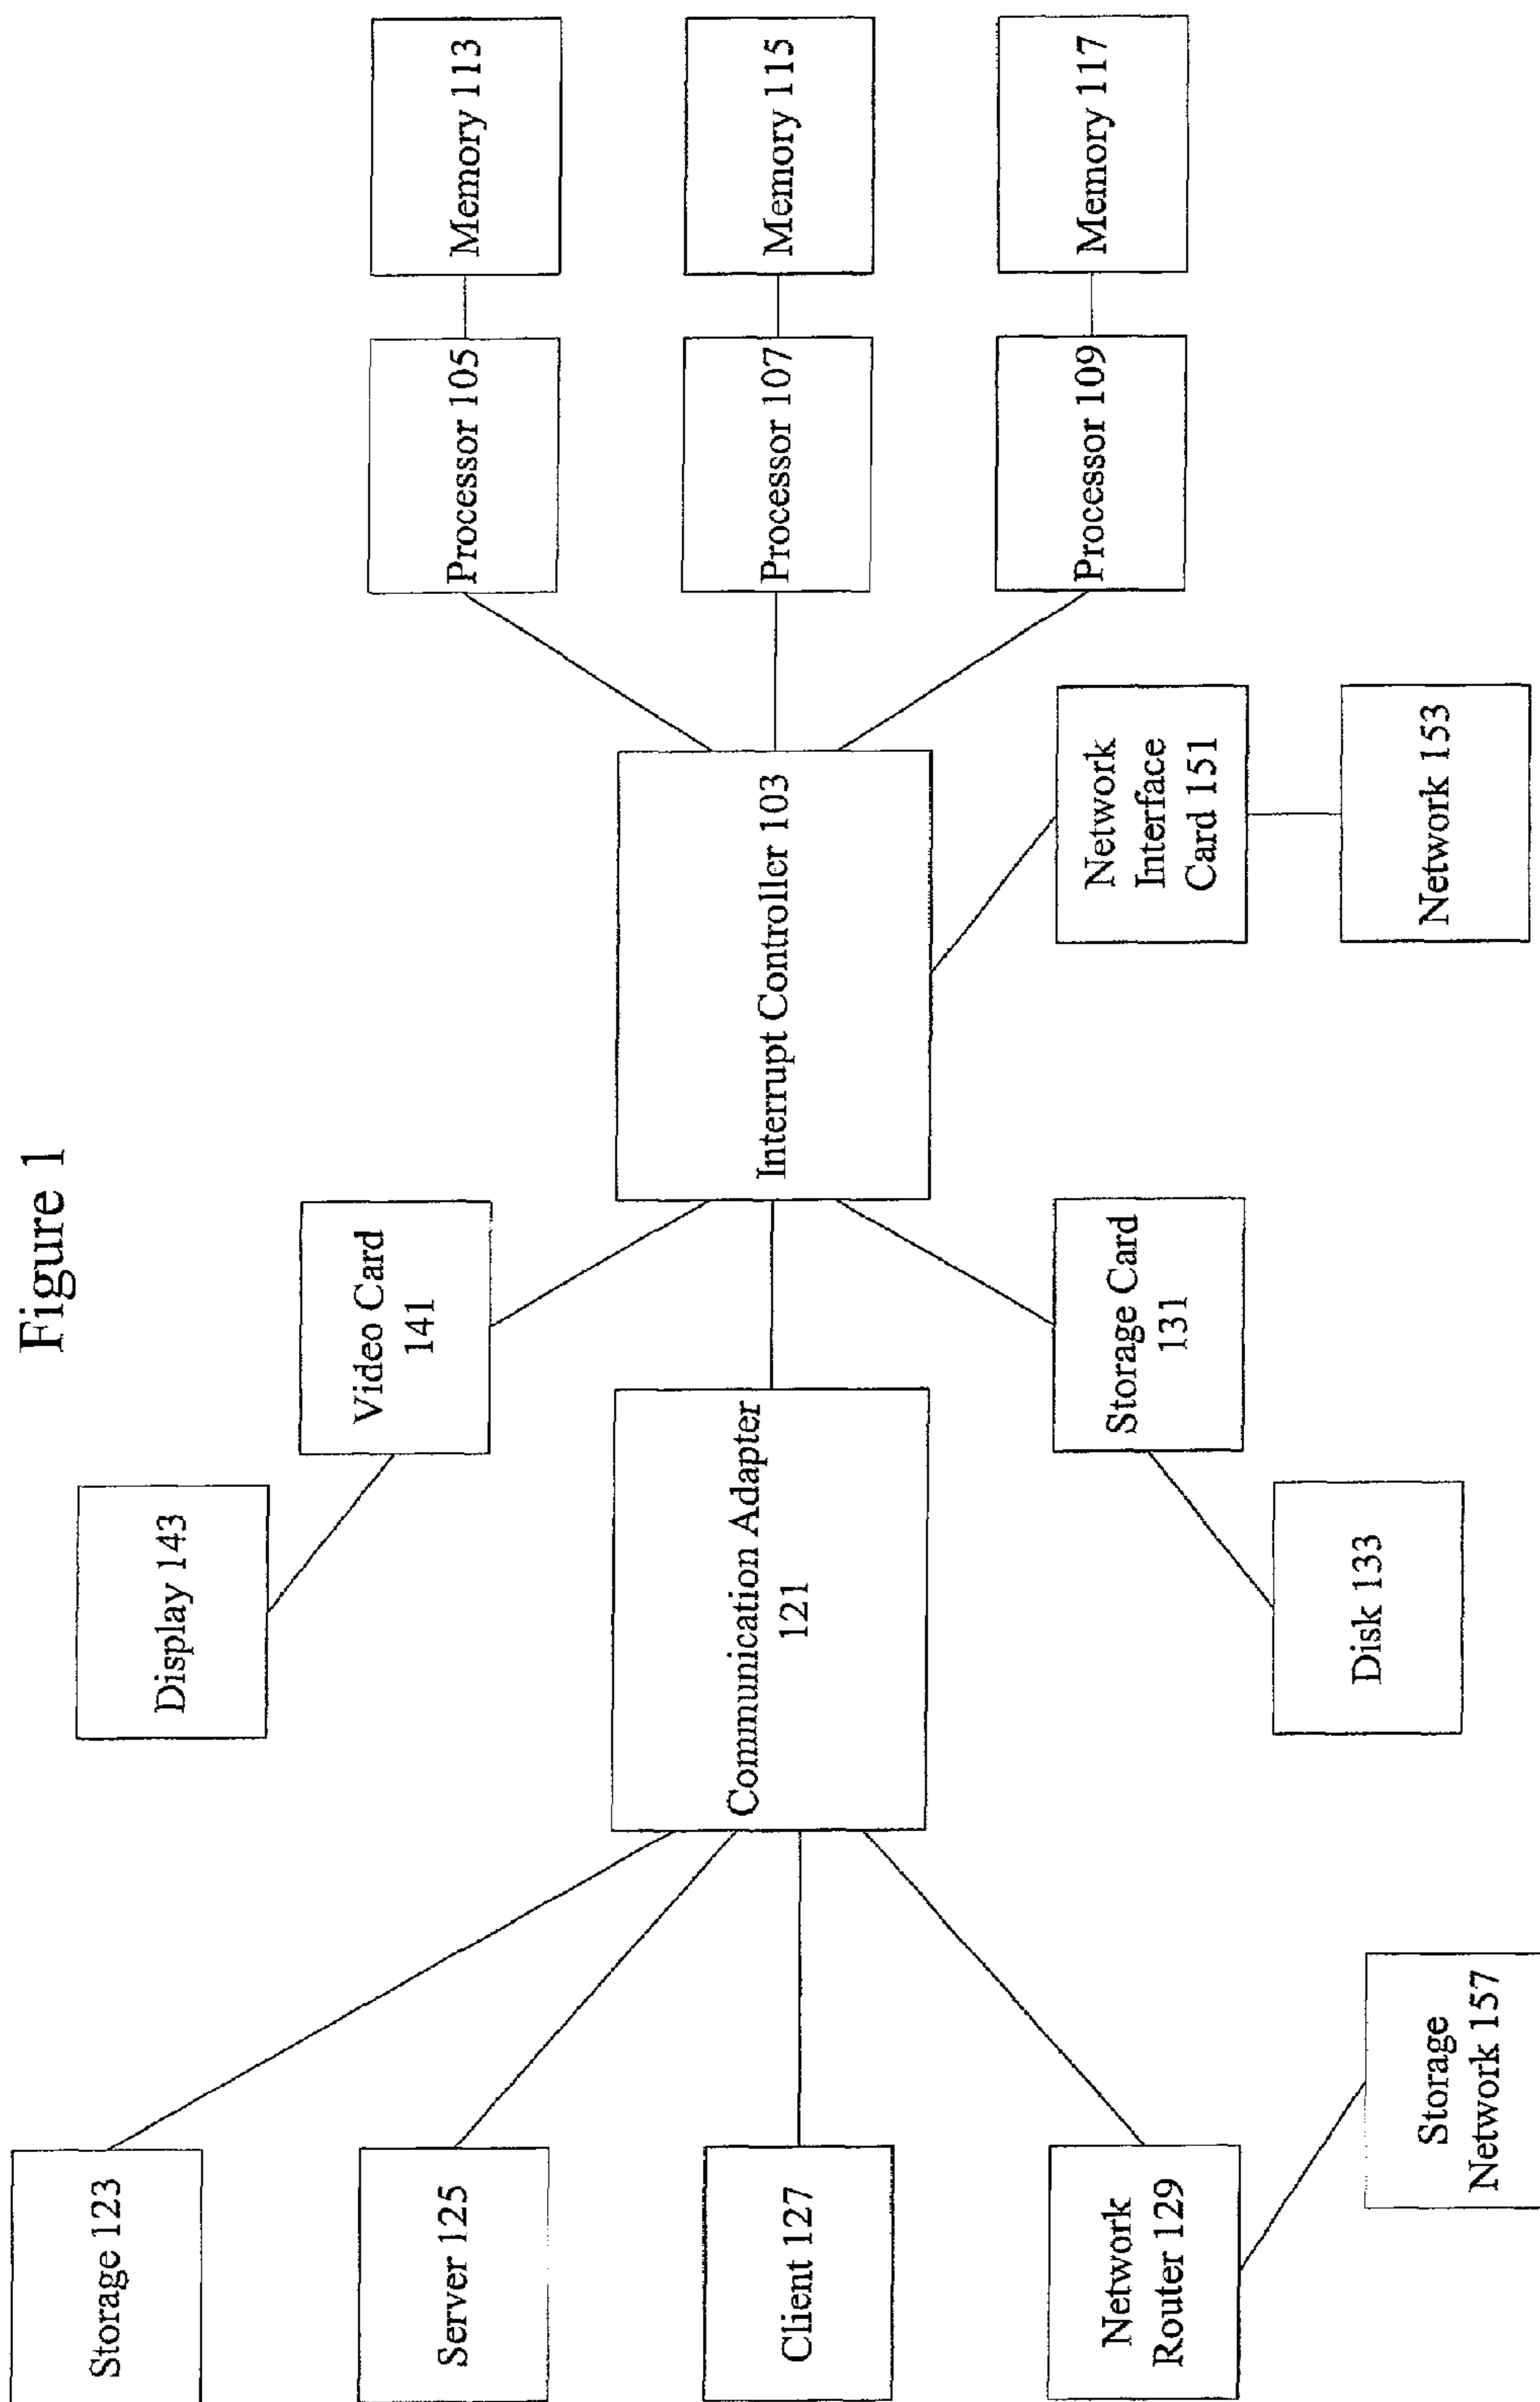 Figure 1
Storage 123
Display 143
Video Card
141
Processor 105
Memory 113
Server 125
Communication Adapter
121
Interrupt Controller 103
Processor 107
Memory 115
Client 127
Network
Router 129
Storage Card
131
Network
Interface
Card 151
Processor 109
Memory 117
Storage
Network 157
Disk 133
Network 153